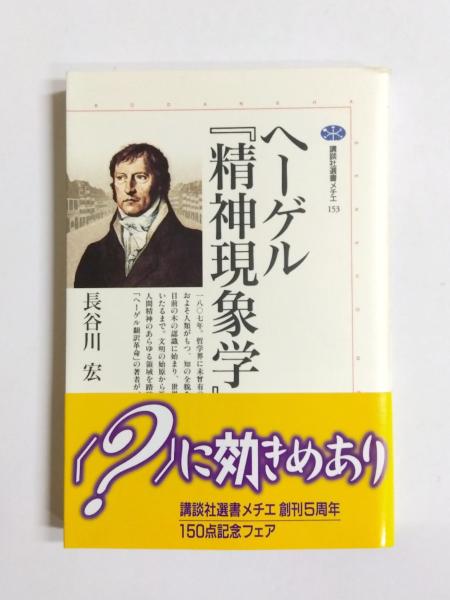 KODANSHA
講談社選書メチエ
153
ヘーゲル
『精神現象学』
長谷川 宏
一八〇七年、哲学界に未曾有
およそ人類がもつ、知の全貌
目前の木の認識に始まり、世
いたるまで。文明の始原から
人間精神のあらゆる領域を踏
「ヘーゲル翻訳革命」の著者が、
〈?〉に効きめあり
講談社選書メチエ 創刊5周年
150点記念フェア